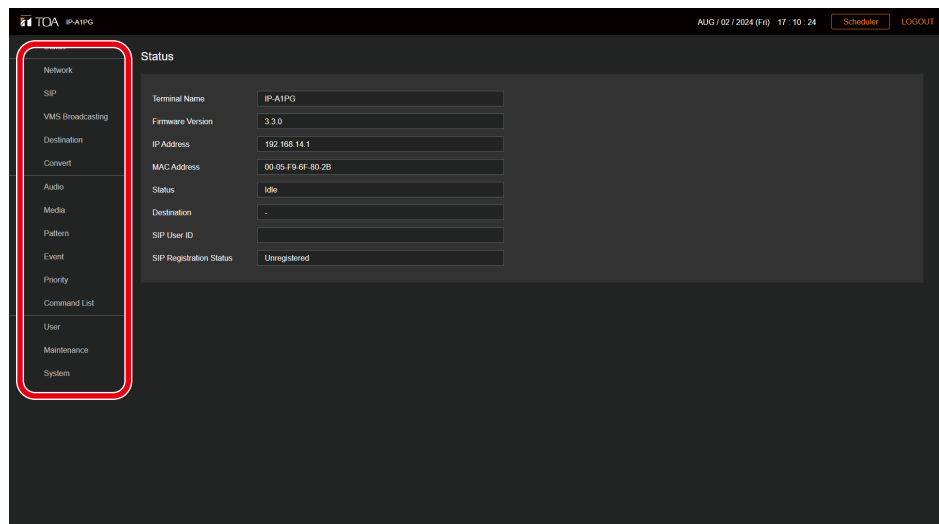 TOA IP-A1PG AUG / 02 / 2024 (Fri) 17 : 10 : 24 Scheduler LOGOUT
Status
Network
SIP
VMS Broadcasting
Destination
Convert
Audio
Media
Pattern
Event
Priority
Command List
User
Maintenance
System
Status
Terminal Name IP-A1PG
Firmware Version 3.3.0
IP Address 192.168.14.1
MAC Address 00-05-F9-6F-80-2B
Status Idle
Destination -
SIP User ID
SIP Registration Status Unregistered